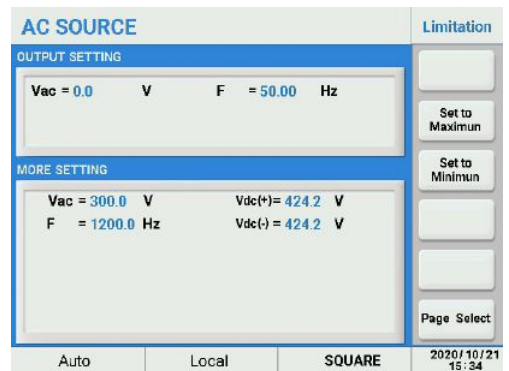 AC SOURCE
Limitation
OUTPUT SETTING
Vac = 0.0 V F = 50.00 Hz
Set to
Maximun
MORE SETTING
Set to
Minimun
Vac = 300.0 V Vdc(+)= 424.2 V
F = 1200.0 Hz Vdc(-) = 424.2 V
Page Select
Auto Local SQUARE 2020/10/21
15:34